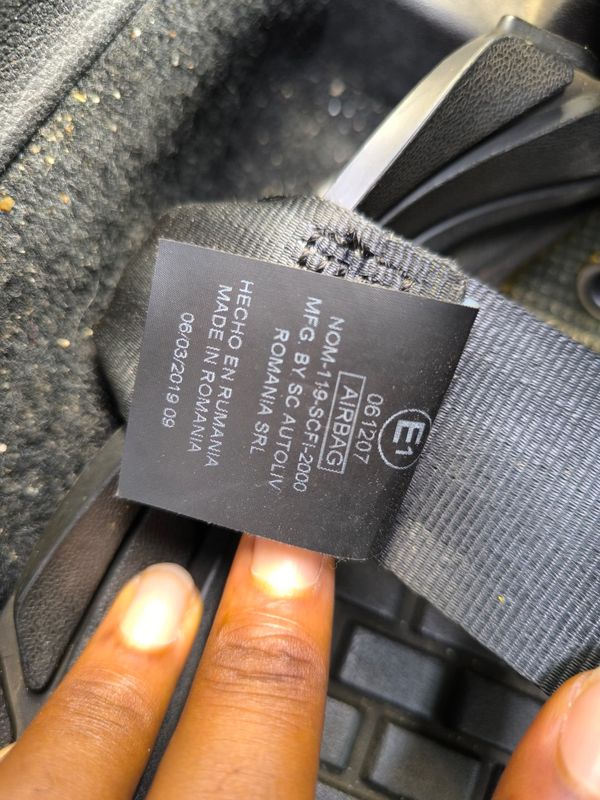 E1
061207
AIRBAG
NOM-119-SCFI-2000
MFG BY SC AUTOLIV
ROMANIA SRL
HECHO EN RUMANIA
MADE IN ROMANIA
06/03/2019 09